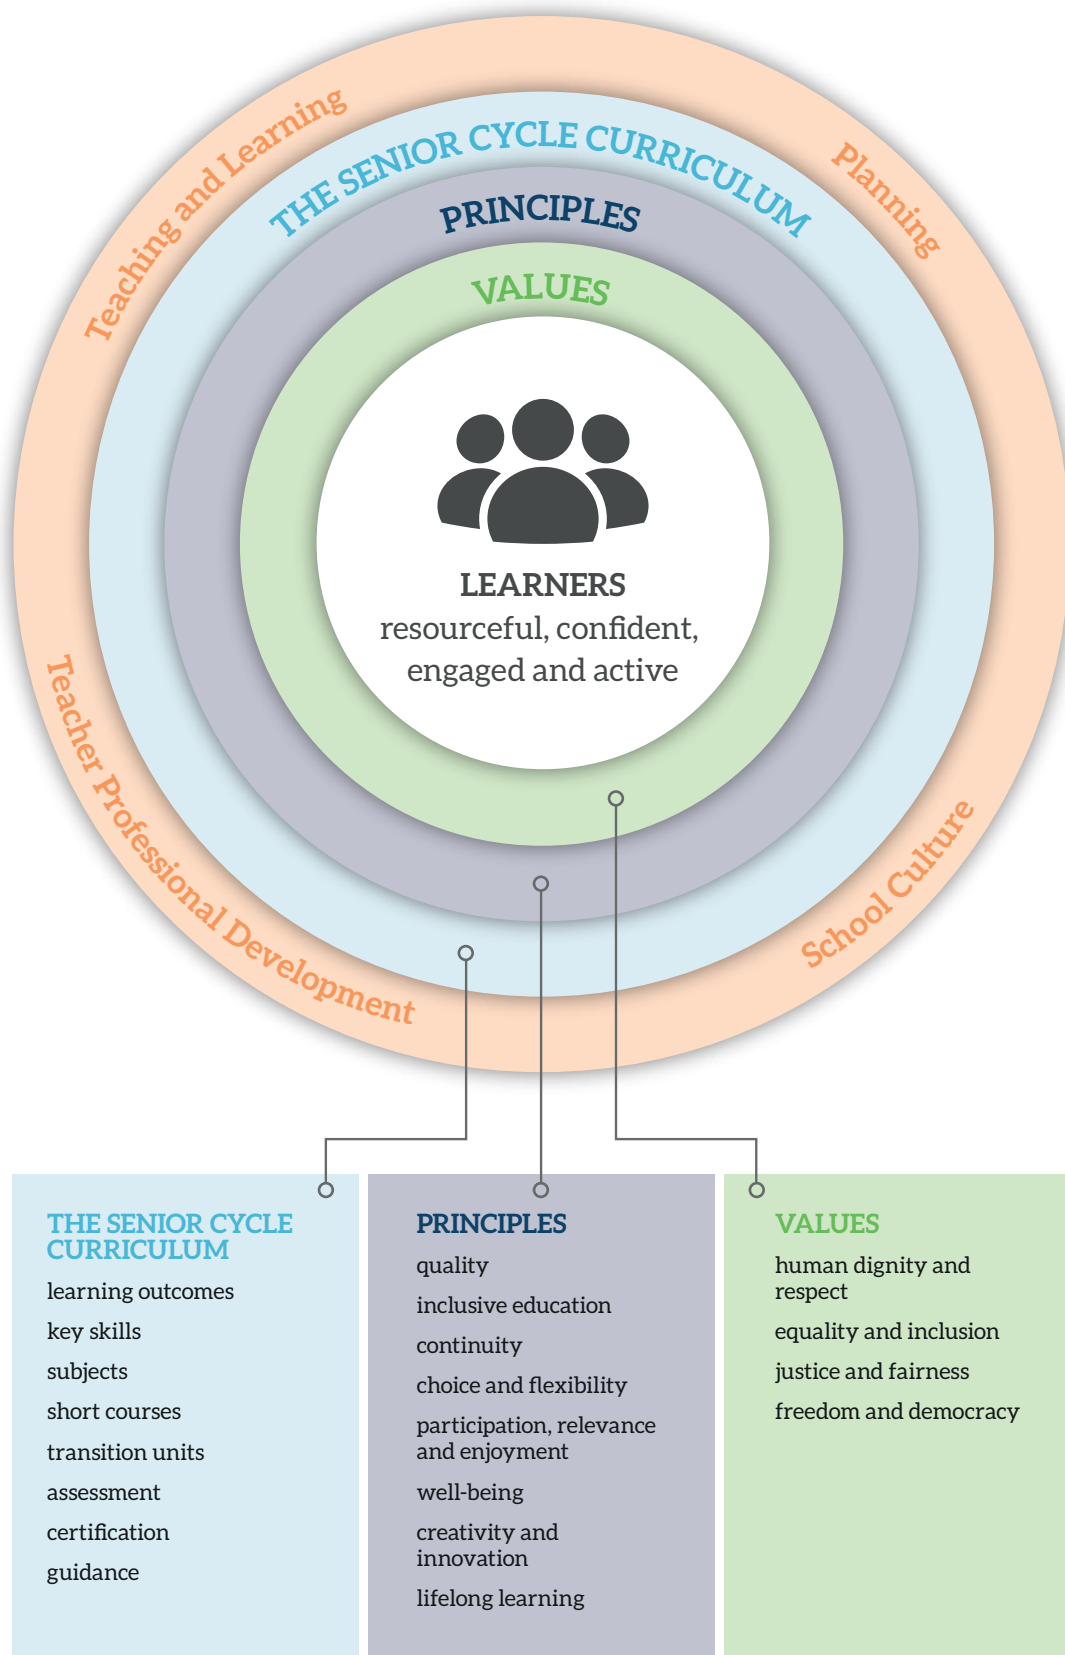 Teaching and Learning
Planning
THE SENIOR CYCLE CURRICULUM
PRINCIPLES
VALUES
LEARNERS
resourceful, confident,
engaged and active
Teacher Professional Development
School Culture
THE SENIOR CYCLE
CURRICULUM
learning outcomes
key skills
subjects
short courses
transition units
assessment
certification
guidance
PRINCIPLES
quality
inclusive education
continuity
choice and flexibility
participation, relevance
and enjoyment
well-being
creativity and
innovation
lifelong learning
VALUES
human dignity and
respect
equality and inclusion
justice and fairness
freedom and democracy